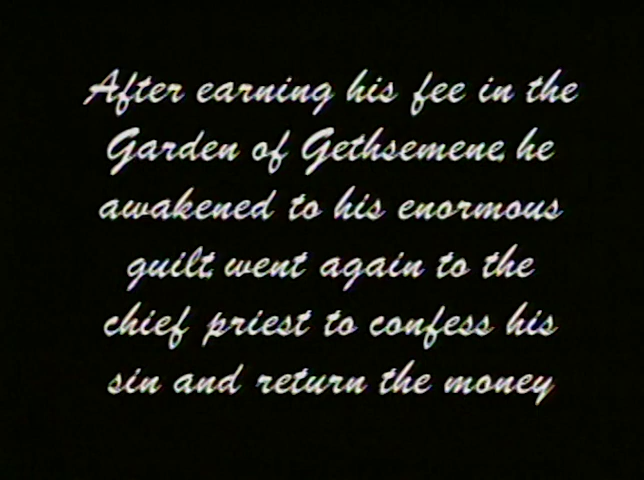 After earning his fee in the
Garden of Gethsemene, he
awakened to his enormous
guilt, went again to the
chief priest to confess his
sin and return the money